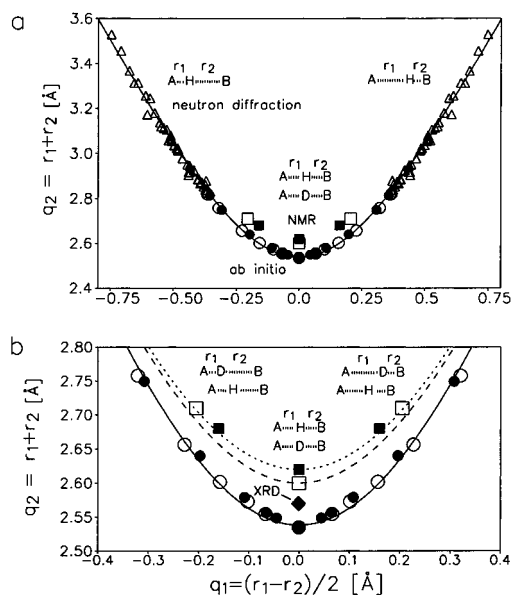 a
3.6
3.4
3.2
3.0
2.8
2.6
2.4
q₂ = r₁+r₂ [Å]
r₁ r₂
A┄H┄┄B
r₁ r₂
A┄┄H┄B
neutron diffraction
r₁ r₂
A┄H┄B
A┄D┄B
NMR
ab initio
-0.75 -0.50 -0.25 0.0 0.25 0.50 0.75
b
2.80
2.75
2.70
2.65
2.60
2.55
2.50
q₂ = r₁+r₂ [Å]
r₁ r₂
A┄D┄┄B
A┄H┄┄B
r₁ r₂
A┄┄D┄B
A┄┄H┄B
r₁ r₂
A┄H┄B
A┄D┄B
XRD
-0.4 -0.3 -0.2 -0.1 0.0 0.1 0.2 0.3 0.4
q₁=(r₁-r₂)/2 [Å]